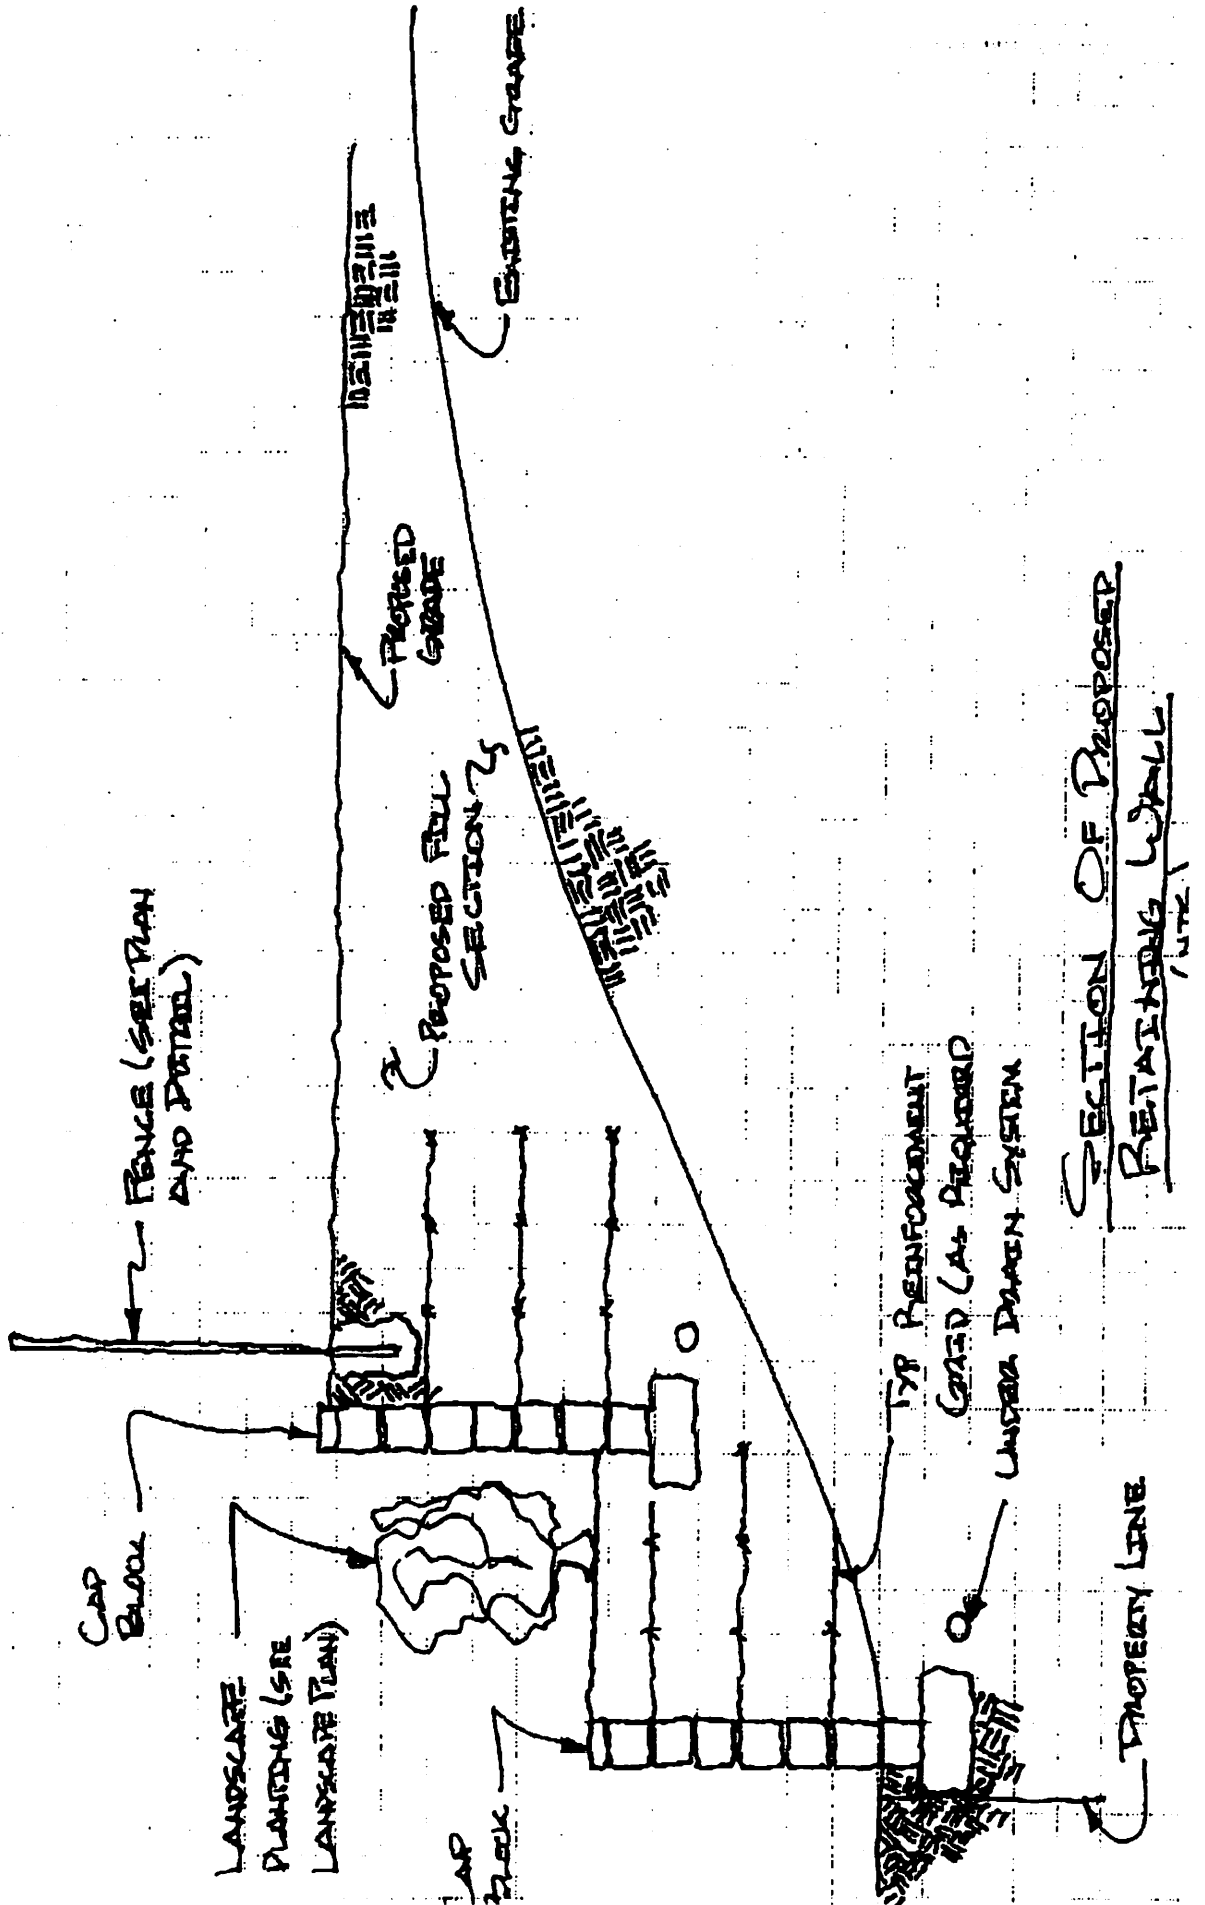 FENCE (SEE PLAN
AND DETAIL)
CAP
BLOCK
LANDSCAPE
PLANTING (SEE
LANDSCAPE PLAN)
CAP
BLOCK
PROPOSED
GRADE
EXISTING GRADE
PROPOSED FILL
SECTION
TYP REINFORCEMENT
GRID (AS REQUIRED
UNDER DRAIN SYSTEM
PROPERTY LINE
SECTION OF PROPOSED
RETAINING WALL